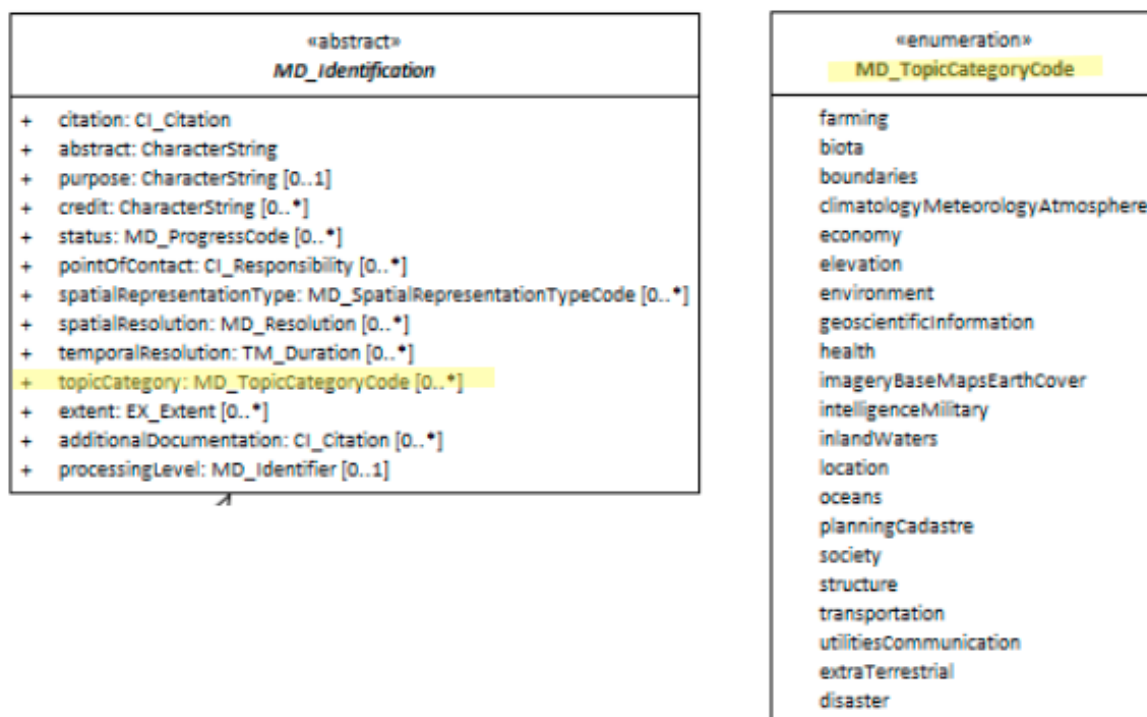 «abstract»
MD_Identification
+ citation: CI_Citation
+ abstract: CharacterString
+ purpose: CharacterString [0..1]
+ credit: CharacterString [0..*]
+ status: MD_ProgressCode [0..*]
+ pointOfContact: CI_Responsibility [0..*]
+ spatialRepresentationType: MD_SpatialRepresentationTypeCode [0..*]
+ spatialResolution: MD_Resolution [0..*]
+ temporalResolution: TM_Duration [0..*]
+ topicCategory: MD_TopicCategoryCode [0..*]
+ extent: EX_Extent [0..*]
+ additionalDocumentation: CI_Citation [0..*]
+ processingLevel: MD_Identifier [0..1]
«enumeration»
MD_TopicCategoryCode
farming
biota
boundaries
climatologyMeteorologyAtmosphere
economy
elevation
environment
geoscientificInformation
health
imageryBaseMapsEarthCover
intelligenceMilitary
inlandWaters
location
oceans
planningCadastre
society
structure
transportation
utilitiesCommunication
extraTerrestrial
disaster